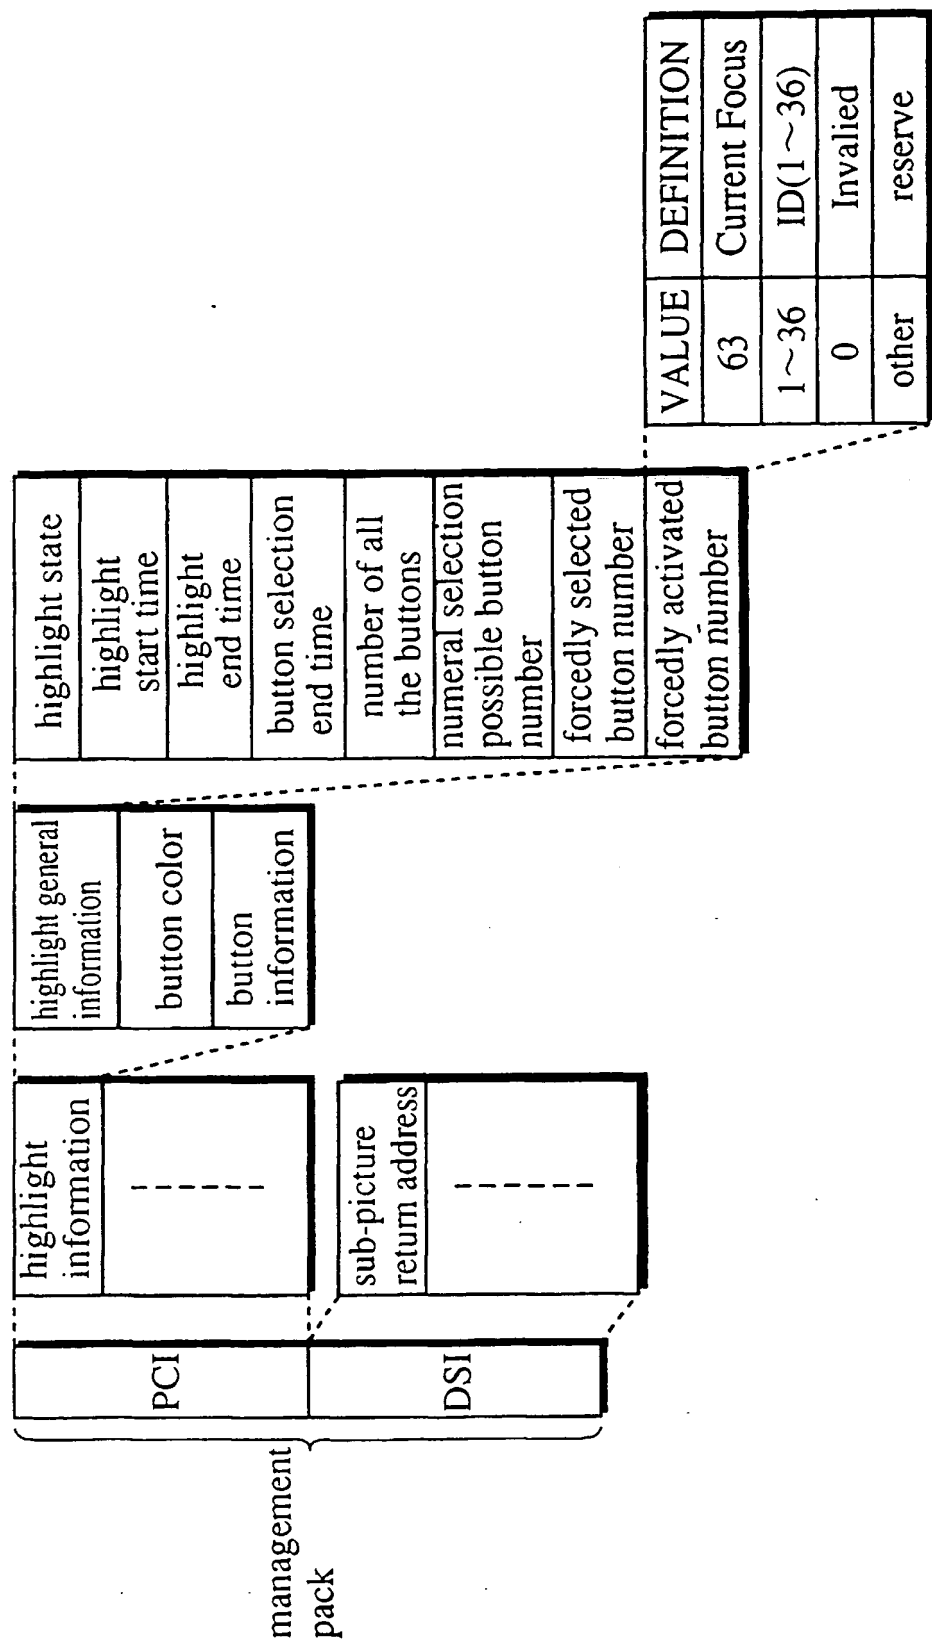 management
pack
PCI
DSI
highlight
information
sub-picture
return address
highlight general
information
button color
button
information
highlight state
highlight
start time
highlight
end time
button selection
end time
number of all
the buttons
numeral selection
possible button
number
forcedly selected
button number
forcedly activated
button number
VALUE DEFINITION
63 Current Focus
1~36 ID(1~36)
0 Invalied
other reserve